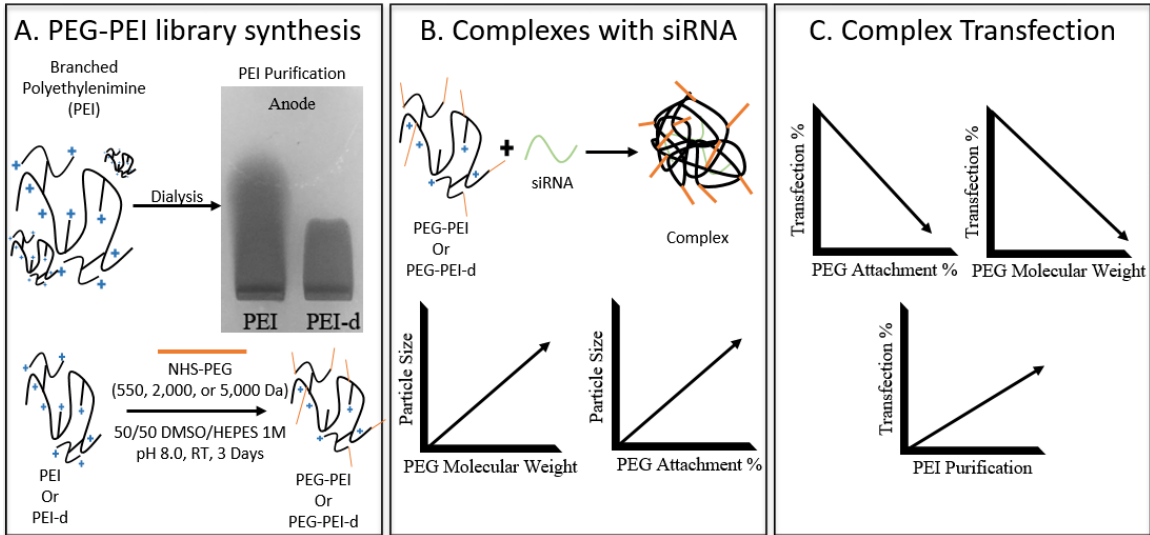 A. PEG-PEI library synthesis
Branched
Polyethylenimine
(PEI)
PEI Purification
Anode
Dialysis
PEI
PEI-d
NHS-PEG
(550, 2,000, or 5,000 Da)
50/50 DMSO/HEPES 1M
pH 8.0, RT, 3 Days
PEI
Or
PEI-d
PEG-PEI
Or
PEG-PEI-d
B. Complexes with siRNA
siRNA
PEG-PEI
Or
PEG-PEI-d
Complex
Particle Size
PEG Molecular Weight
Particle Size
PEG Attachment %
C. Complex Transfection
Transfection %
PEG Attachment %
Transfection %
PEG Molecular Weight
Transfection %
PEI Purification